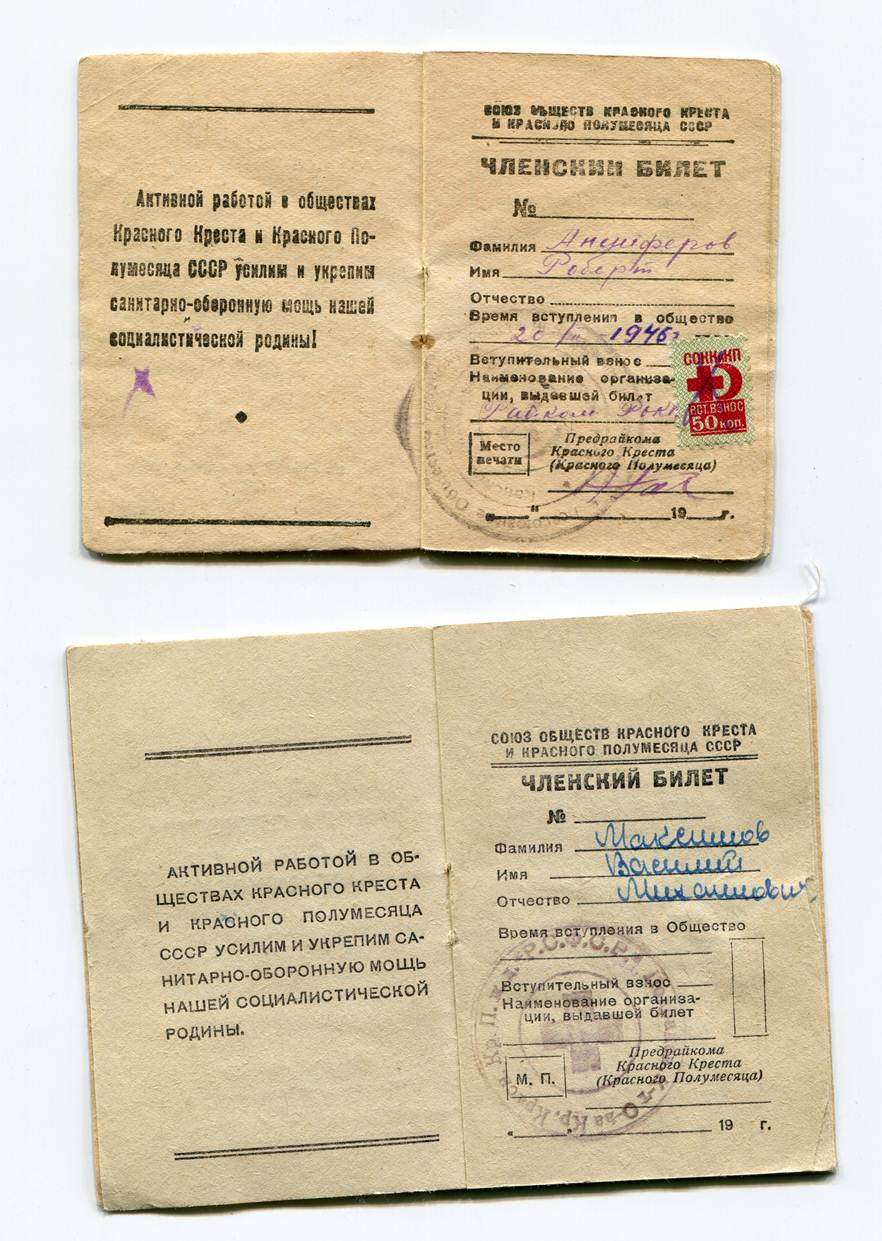 Активной работой в обществах
Красного Креста и Красного По-
лумесяца СССР усилим и укрепим
санитарно-оборонную мощь нашей
социалистической родины!
СОЮЗ ОБЩЕСТВ КРАСНОГО КРЕСТА
И КРАСНОГО ПОЛУМЕСЯЦА СССР
ЧЛЕНСКИЙ БИЛЕТ
№
Фамилия Анциферов
Имя Роберт
Отчество
Время вступления в общество
20 1946 г
Вступительный взнос
Наименование организа-
ции, выдавшей билет
Райком
Место
печати
Предрайкома
Красного Креста
(Красного Полумесяца)
„ “ 19 г.
СОКК и КП
ВСТ. ВЗНОС
50 коп.
АКТИВНОЙ РАБОТОЙ В ОБ-
ЩЕСТВАХ КРАСНОГО КРЕСТА
И КРАСНОГО ПОЛУМЕСЯЦА
СССР УСИЛИМ И УКРЕПИМ СА-
НИТАРНО-ОБОРОННУЮ МОЩЬ
НАШЕЙ СОЦИАЛИСТИЧЕСКОЙ
РОДИНЫ.
СОЮЗ ОБЩЕСТВ КРАСНОГО КРЕСТА
И КРАСНОГО ПОЛУМЕСЯЦА СССР
ЧЛЕНСКИЙ БИЛЕТ
№
Фамилия Максимов
Имя Василий
Отчество Михайлович
Время вступления в Общество
Вступительный взнос
Наименование организа-
ции, выдавшей билет
М. П.
Предрайкома
Красного Креста
(Красного Полумесяца)
„ “ 19 г.
Р.С.Ф.С.Р.